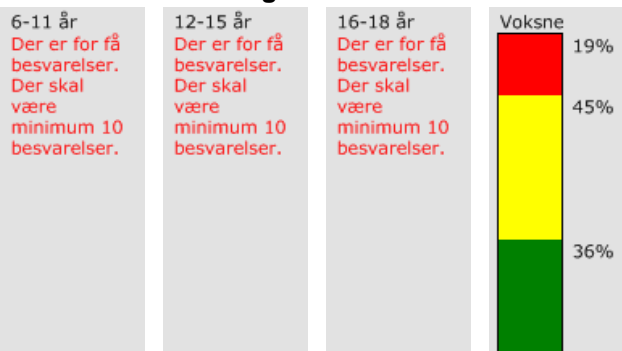 6-11 år
Der er for få
besvarelser.
Der skal
være
minimum 10
besvarelser.
12-15 år
Der er for få
besvarelser.
Der skal
være
minimum 10
besvarelser.
16-18 år
Der er for få
besvarelser.
Der skal
være
minimum 10
besvarelser.
Voksne
19%
45%
36%